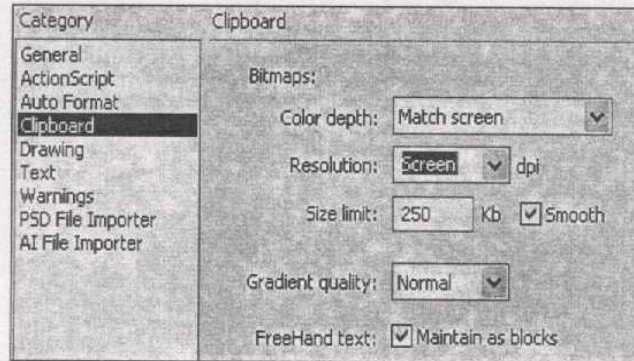 Category
General
ActionScript
Auto Format
Clipboard
Drawing
Text
Warnings
PSD File Importer
AI File Importer
Clipboard
Bitmaps:
Color depth: Match screen
Resolution: Screen dpi
Size limit: 250 Kb Smooth
Gradient quality: Normal
FreeHand text: Maintain as blocks